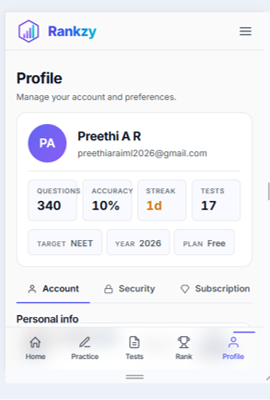 Rankzy
Profile
Manage your account and preferences.
PA
Preethi A R
preethiaraiml2026@gmail.com
QUESTIONS ACCURACY STREAK TESTS
340 10% 1d 17
TARGET NEET YEAR 2026 PLAN Free
Account Security Subscription
Personal info
Home Practice Tests Rank Profile